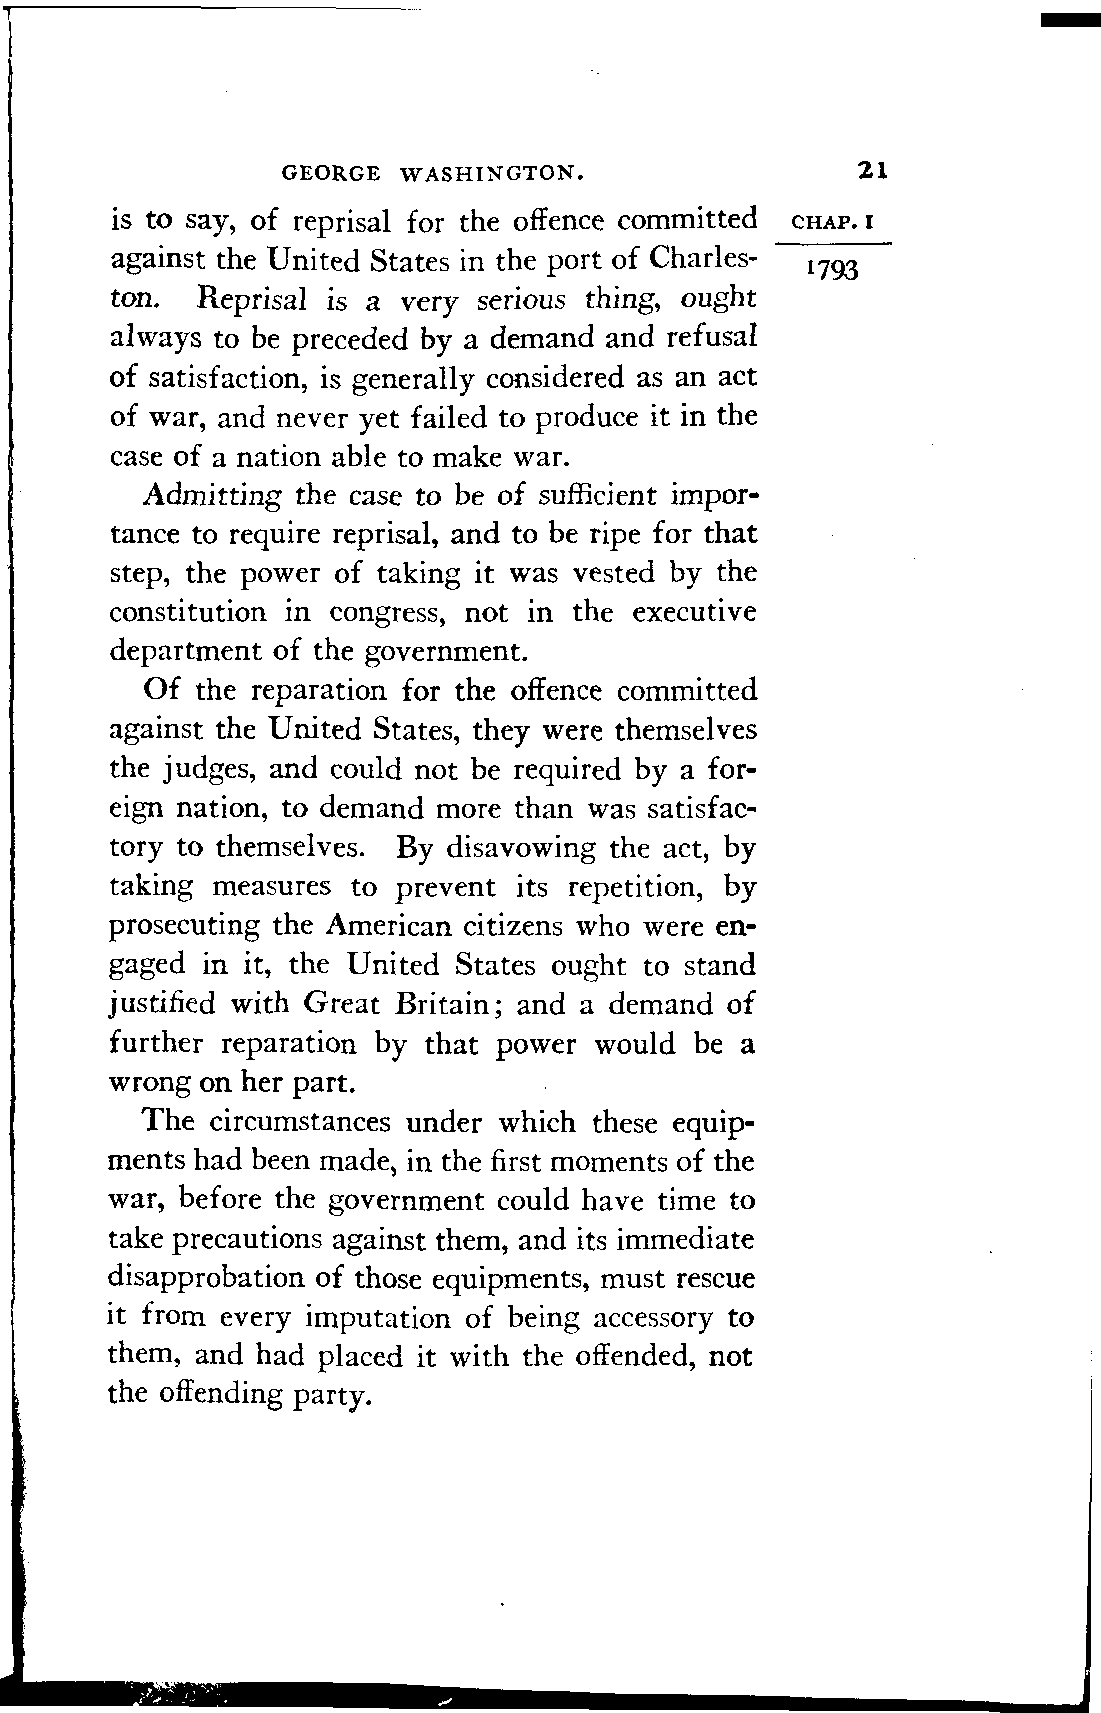 GEORGE WASHINGTON. 21
CHAP. I
1793
is to say, of reprisal for the offence committed
against the United States in the port of Charles-
ton. Reprisal is a very serious thing, ought
always to be preceded by a demand and refusal
of satisfaction, is generally considered as an act
of war, and never yet failed to produce it in the
case of a nation able to make war.
Admitting the case to be of sufficient impor-
tance to require reprisal, and to be ripe for that
step, the power of taking it was vested by the
constitution in congress, not in the executive
department of the government.
Of the reparation for the offence committed
against the United States, they were themselves
the judges, and could not be required by a for-
eign nation, to demand more than was satisfac-
tory to themselves. By disavowing the act, by
taking measures to prevent its repetition, by
prosecuting the American citizens who were en-
gaged in it, the United States ought to stand
justified with Great Britain; and a demand of
further reparation by that power would be a
wrong on her part.
The circumstances under which these equip-
ments had been made, in the first moments of the
war, before the government could have time to
take precautions against them, and its immediate
disapprobation of those equipments, must rescue
it from every imputation of being accessory to
them, and had placed it with the offended, not
the offending party.